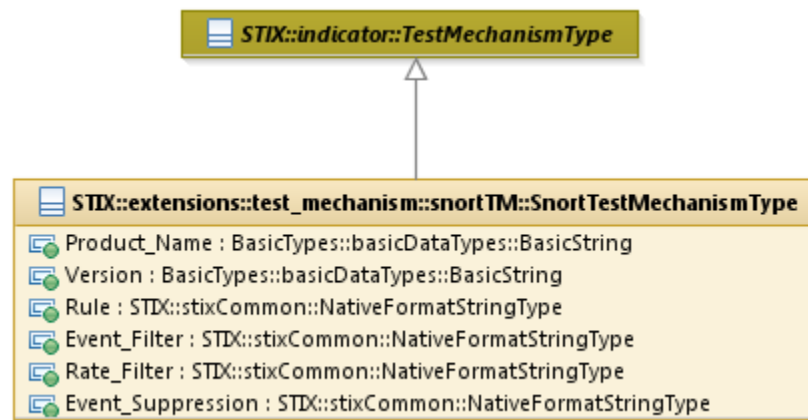 STIX::indicator::TestMechanismType
STIX::extensions::test_mechanism::snortTM::SnortTestMechanismType
Product_Name : BasicTypes::basicDataTypes::BasicString
Version : BasicTypes::basicDataTypes::BasicString
Rule : STIX::stixCommon::NativeFormatStringType
Event_Filter : STIX::stixCommon::NativeFormatStringType
Rate_Filter : STIX::stixCommon::NativeFormatStringType
Event_Suppression : STIX::stixCommon::NativeFormatStringType